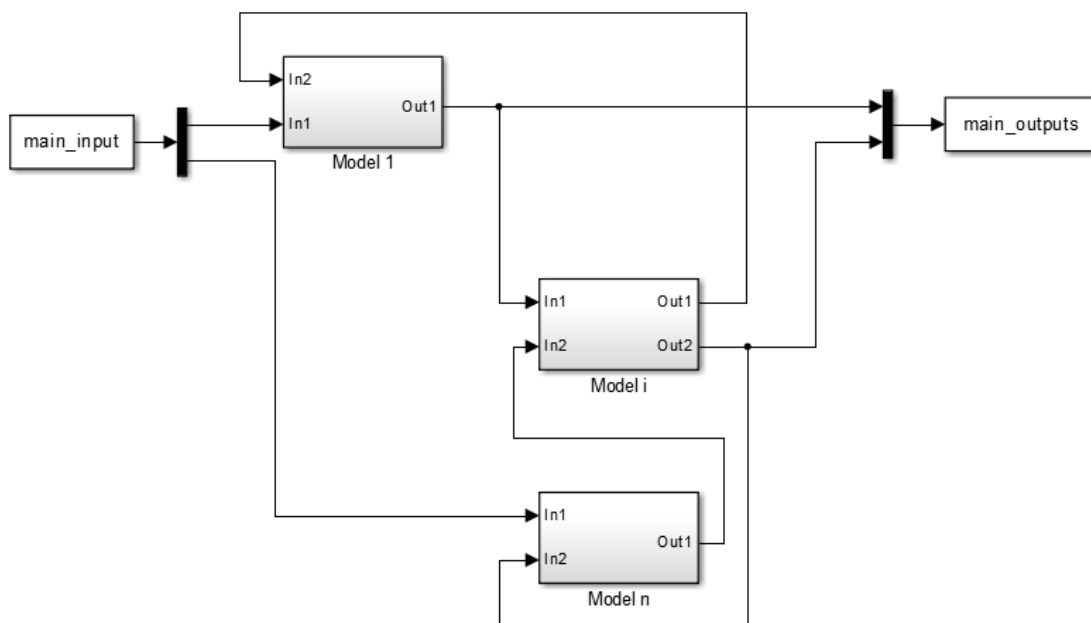 In2
Out1
In1
Model 1
main_input
main_outputs
In1
Out1
In2
Out2
Model i
In1
Out1
In2
Model n